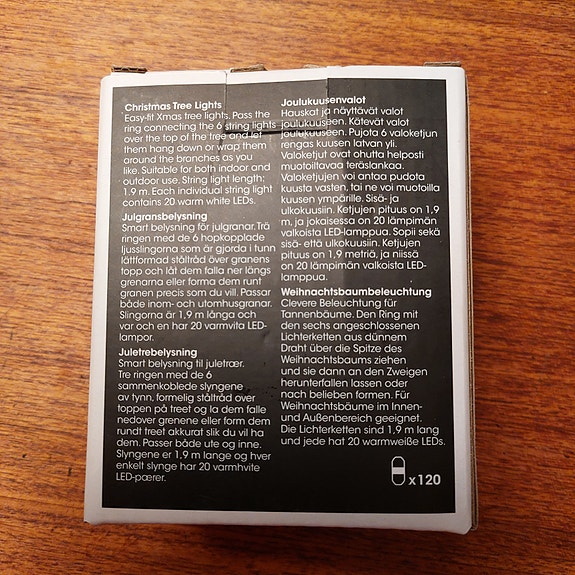 Christmas Tree Lights
Easy-fit Xmas tree lights. Pass the
ring connecting the 6 string lights
over the top of the tree and let
them hang down or wrap them
around the branches as you
like. Suitable for both indoor and
outdoor use. String light length:
1.9 m. Each individual string light
contains 20 warm white LEDs.
Julgransbelysning
Smart belysning för julgranar. Trä
ringen med de 6 hopkopplade
ljusslingorna som är gjorda i tunn
lättformad ståltråd över granens
topp och låt dem falla ner längs
grenarna eller forma dem runt
granen precis som du vill. Passar
både inom- och utomhusgranar.
Slingorna är 1,9 m långa och
var och en har 20 varmvita LED-
lampor.
Juletrebelysning
Smart belysning til juletrær.
Tre ringen med de 6
sammenkoblede slyngene
av tynn, formelig ståltråd over
toppen på treet og la dem falle
nedover grenene eller form dem
rundt treet akkurat slik du vil ha
dem. Passer både ute og inne.
Slyngene er 1,9 m lange og hver
enkelt slynge har 20 varmhvite
LED-pærer.
Joulukuusenvalot
Hauskat ja näyttävät valot
joulukuuseen. Kätevät valot
joulukuuseen. Pujota 6 valoketjun
rengas kuusen latvan yli.
Valoketjut ovat ohutta helposti
muotoiltavaa teräslankaa.
Valoketjujen voi antaa pudota
kuusta vasten, tai ne voi muotoilla
kuusen ympärille. Sisä- ja
ulkokuusiin. Ketjujen pituus on 1,9
m, ja jokaisessa on 20 lämpimän
valkoista LED-lamppua. Sopii sekä
sisä- että ulkokuusiin. Ketjujen
pituus on 1,9 metriä, ja niissä
on 20 lämpimän valkoista LED-
lamppua.
Weihnachtsbaumbeleuchtung
Clevere Beleuchtung für
Tannenbäume. Den Ring mit
den sechs angeschlossenen
Lichterketten aus dünnem
Draht über die Spitze des
Weihnachtsbaums ziehen
und sie dann an den Zweigen
herunterfallen lassen oder
nach belieben formen. Für
Weihnachtsbäume im Innen-
und Außenbereich geeignet.
Die Lichterketten sind 1,9 m lang
und jede hat 20 warmweiße LEDs.
x120